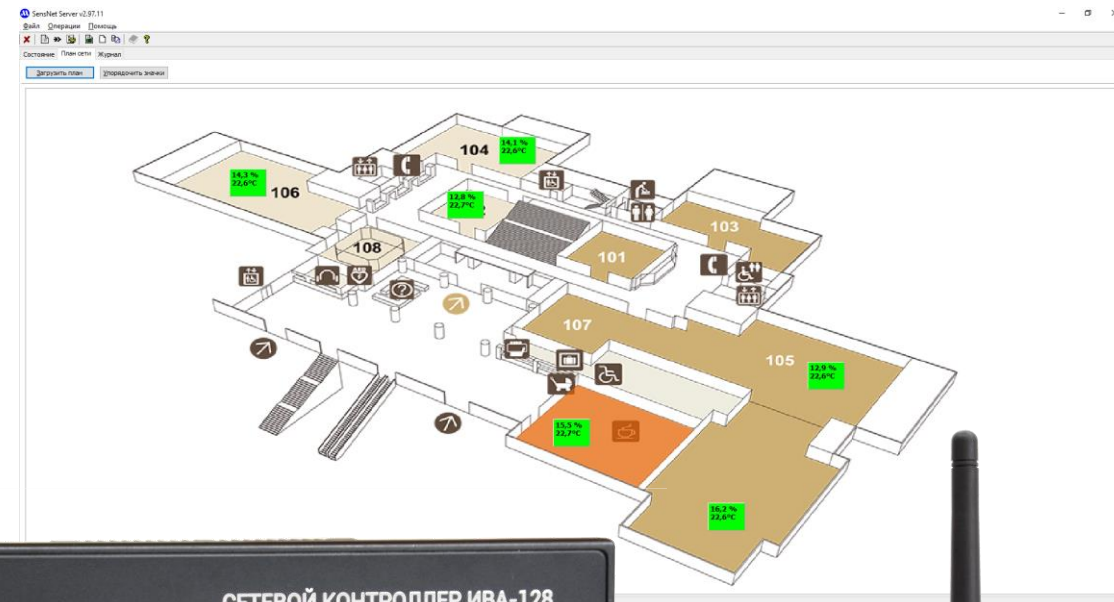 SensNet Server v2.97.11
Файл Операции Помощь
Состояние План сети Журнал
Загрузить план Упорядочить значки
104
14,1 %
22,6°C
14,3 %
22,6°C
106
12,8 %
22,7°C
103
108
101
AED
107
105
12,9 %
22,6°C
15,5 %
22,7°C
16,2 %
22,6°C
СЕТЕВОЙ КОНТРОЛЛЕР ИВА-128